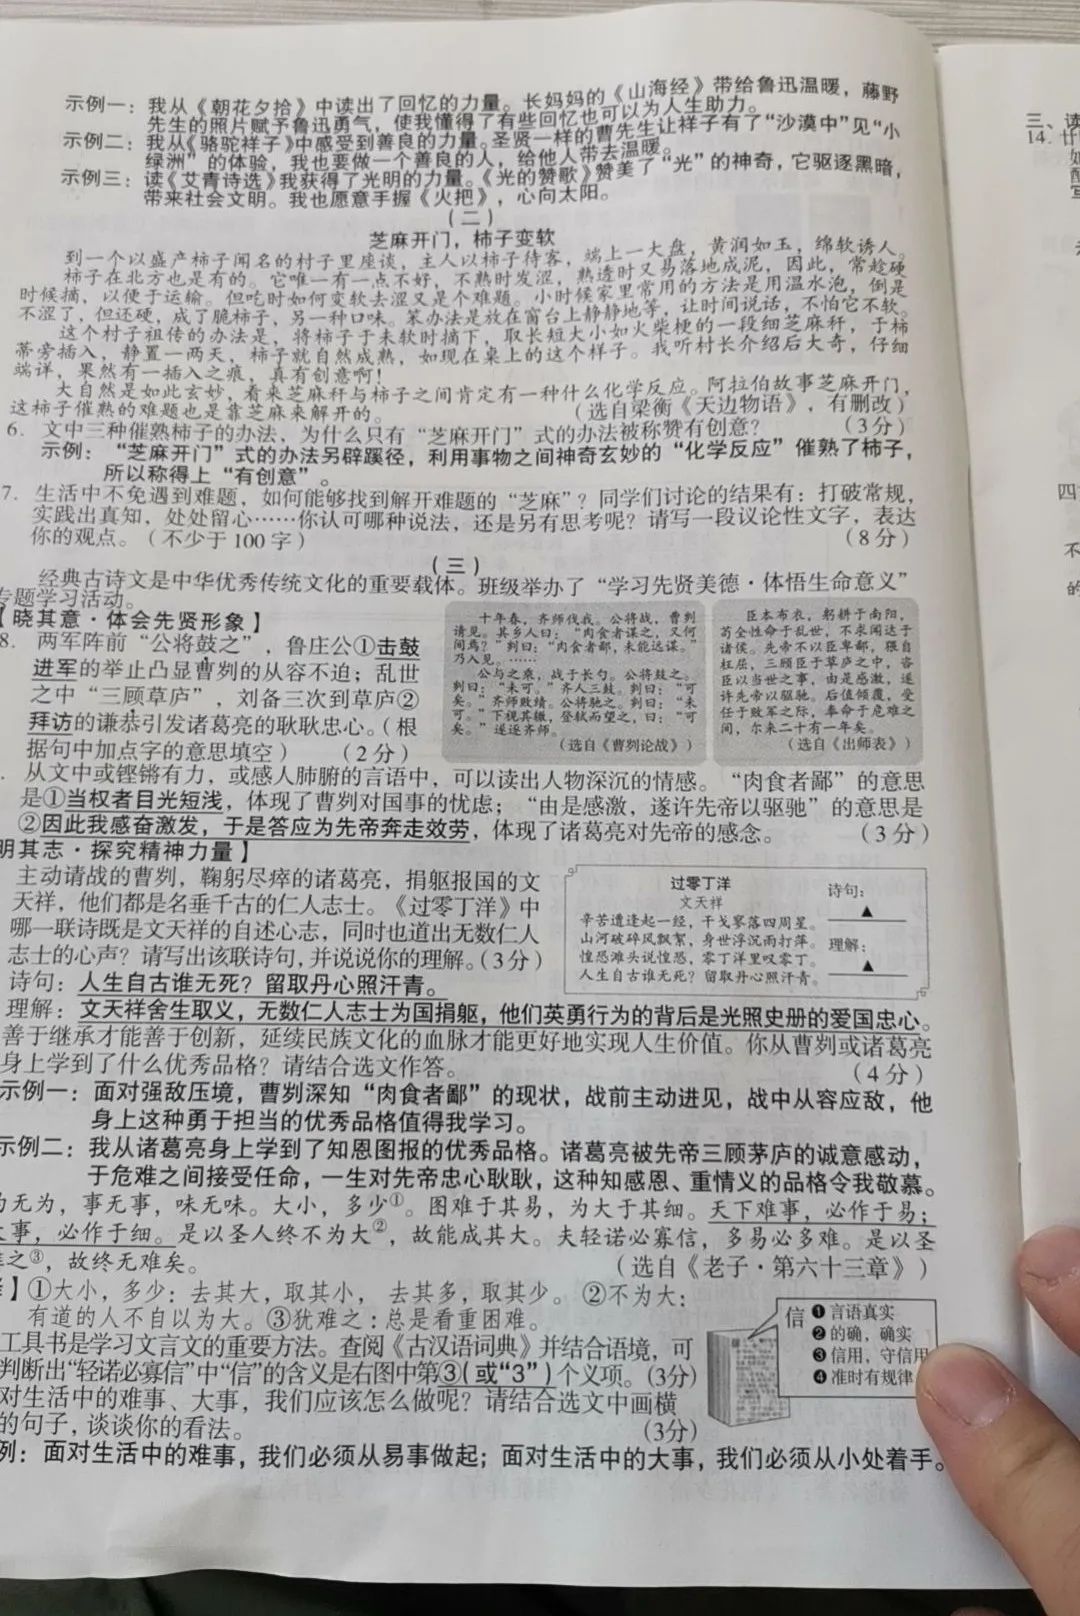 示例一：我从《朝花夕拾》中读出了回忆的力量。长妈妈的《山海经》带给鲁迅温暖，藤野
先生的照片赋予鲁迅勇气，使我懂得了有些回忆也可以为人生助力。
示例二：我从《骆驼祥子》中感受到善良的力量。圣贤一样的曹先生让祥子有了“沙漠中”见“小
绿洲”的体验，我也要做一个善良的人，给他人带去温暖。
示例三：读《艾青诗选》我获得了光明的力量。《光的赞歌》赞美了“光”的神奇，它驱逐黑暗，
带来社会文明。我也愿意手握《火把》，心向太阳。
（二）
芝麻开门，柿子变软
到一个以盛产柿子闻名的村子里座谈，主人以柿子待客，端上一大盘，黄润如玉，绵软诱人。
柿子在北方也是有的。它唯一有一点不好，不熟时发涩，熟透时又易落地成泥，因此，常趁硬
时候摘，以便于运输。但吃时如何变软去涩又是个难题。小时候家里常用的方法是用温水泡，倒是
不涩了，但还硬，成了脆柿子，另一种口味。笨办法是放在窗台上静静地等，让时间说话，不怕它不软。
这个村子祖传的办法是，将柿子于未软时摘下，取长短大小如火柴梗的一段细芝麻秆，于柿
蒂旁插入，静置一两天，柿子就自然成熟，如现在桌上的这个样子。我听村长介绍后大奇，仔细
端详，果然有一插入之痕，真有创意啊！
大自然是如此玄妙，看来芝麻秆与柿子之间肯定有一种什么化学反应。阿拉伯故事芝麻开门，
这柿子催熟的难题也是靠芝麻来解开的。（选自梁衡《天边物语》，有删改）
6. 文中三种催熟柿子的办法，为什么只有“芝麻开门”式的办法被称赞有创意？（3分）
示例：“芝麻开门”式的办法另辟蹊径，利用事物之间神奇玄妙的“化学反应”催熟了柿子，
所以称得上“有创意”。
7. 生活中不免遇到难题，如何能够找到解开难题的“芝麻”？同学们讨论的结果有：打破常规，
实践出真知，处处留心……你认可哪种说法，还是另有思考呢？请写一段议论性文字，表达
你的观点。（不少于100字）（8分）
（三）
经典古诗文是中华优秀传统文化的重要载体。班级举办了“学习先贤美德·体悟生命意义”
专题学习活动。
【晓其意·体会先贤形象】
8. 两军阵前“公将鼓之”，鲁庄公①击鼓
进军的举止凸显曹刿的从容不迫；乱世
之中“三顾草庐”，刘备三次到草庐②
拜访的谦恭引发诸葛亮的耿耿忠心。（根
据句中加点字的意思填空）（2分）
十年春，齐师伐我。公将战，曹刿
请见。其乡人曰：“肉食者谋之，又何
间焉？”刿曰：“肉食者鄙，未能远谋。”
乃入见。……
公与之乘，战于长勺。公将鼓之。
刿曰：“未可。”齐人三鼓。刿曰：“可
矣。”齐师败绩。公将驰之。刿曰：“未
可。”下视其辙，登轼而望之，曰：“可
矣。”遂逐齐师。
（选自《曹刿论战》）
臣本布衣，躬耕于南阳，
苟全性命于乱世，不求闻达于
诸侯。先帝不以臣卑鄙，猥自
枉屈，三顾臣于草庐之中，咨
臣以当世之事，由是感激，遂
许先帝以驱驰。后值倾覆，受
任于败军之际，奉命于危难之
间，尔来二十有一年矣。
（选自《出师表》）
. 从文中或铿锵有力，或感人肺腑的言语中，可以读出人物深沉的情感。“肉食者鄙”的意思
是①当权者目光短浅，体现了曹刿对国事的忧虑；“由是感激，遂许先帝以驱驰”的意思是
②因此我感奋激发，于是答应为先帝奔走效劳，体现了诸葛亮对先帝的感念。（3分）
明其志·探究精神力量】
主动请战的曹刿，鞠躬尽瘁的诸葛亮，捐躯报国的文
天祥，他们都是名垂千古的仁人志士。《过零丁洋》中
哪一联诗既是文天祥的自述心志，同时也道出无数仁人
志士的心声？请写出该联诗句，并说说你的理解。（3分）
过零丁洋
文天祥
辛苦遭逢起一经，干戈寥落四周星。
山河破碎风飘絮，身世浮沉雨打萍。
惶恐滩头说惶恐，零丁洋里叹零丁。
人生自古谁无死？留取丹心照汗青。
诗句：
▲
理解：
▲
诗句：人生自古谁无死？留取丹心照汗青。
理解：文天祥舍生取义，无数仁人志士为国捐躯，他们英勇行为的背后是光照史册的爱国忠心。
善于继承才能善于创新，延续民族文化的血脉才能更好地实现人生价值。你从曹刿或诸葛亮
身上学到了什么优秀品格？请结合选文作答。（4分）
示例一：面对强敌压境，曹刿深知“肉食者鄙”的现状，战前主动进见，战中从容应敌，他
身上这种勇于担当的优秀品格值得我学习。
示例二：我从诸葛亮身上学到了知恩图报的优秀品格。诸葛亮被先帝三顾茅庐的诚意感动，
于危难之间接受任命，一生对先帝忠心耿耿，这种知感恩、重情义的品格令我敬慕。
为无为，事无事，味无味。大小，多少①。图难于其易，为大于其细。天下难事，必作于易；
大事，必作于细。是以圣人终不为大②，故能成其大。夫轻诺必寡信，多易必多难。是以圣
难之③，故终无难矣。（选自《老子·第六十三章》）
】①大小，多少：去其大，取其小，去其多，取其少。②不为大：
有道的人不自以为大。③犹难之：总是看重困难。
工具书是学习文言文的重要方法。查阅《古汉语词典》并结合语境，可
判断出“轻诺必寡信”中“信”的含义是右图中第③（或“3”）个义项。（3分）
对生活中的难事、大事，我们应该怎么做呢？请结合选文中画横
的句子，谈谈你的看法。（3分）
例：面对生活中的难事，我们必须从易事做起；面对生活中的大事，我们必须从小处着手。
信
❶言语真实
❷的确，确实
❸信用，守信用
❹准时有规律
三、读
14.
四
不
的